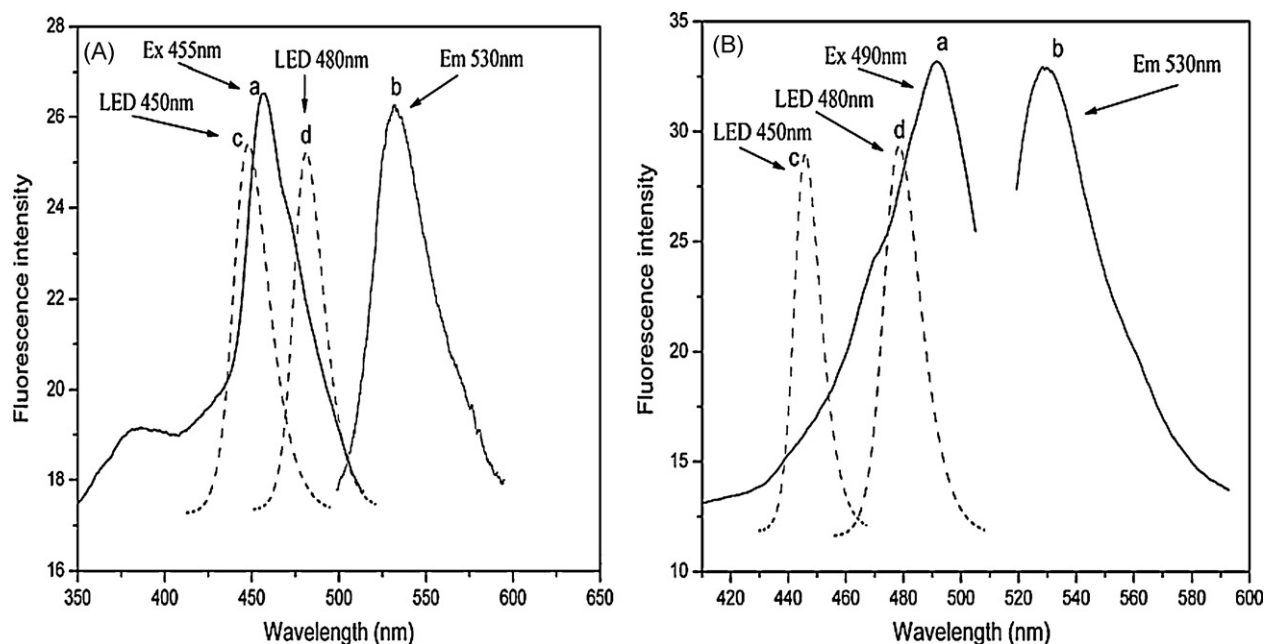 (A)
Ex 455nm
LED 480nm
Em 530nm
LED 450nm
a
b
c
d
28
26
24
22
20
18
16
Fluorescence intensity
350 400 450 500 550 600 650
Wavelength (nm)
(B)
Ex 490nm
Em 530nm
LED 480nm
LED 450nm
a
b
c
d
35
30
25
20
15
10
Fluorescence intensity
420 440 460 480 500 520 540 560 580 600
Wavelength (nm)